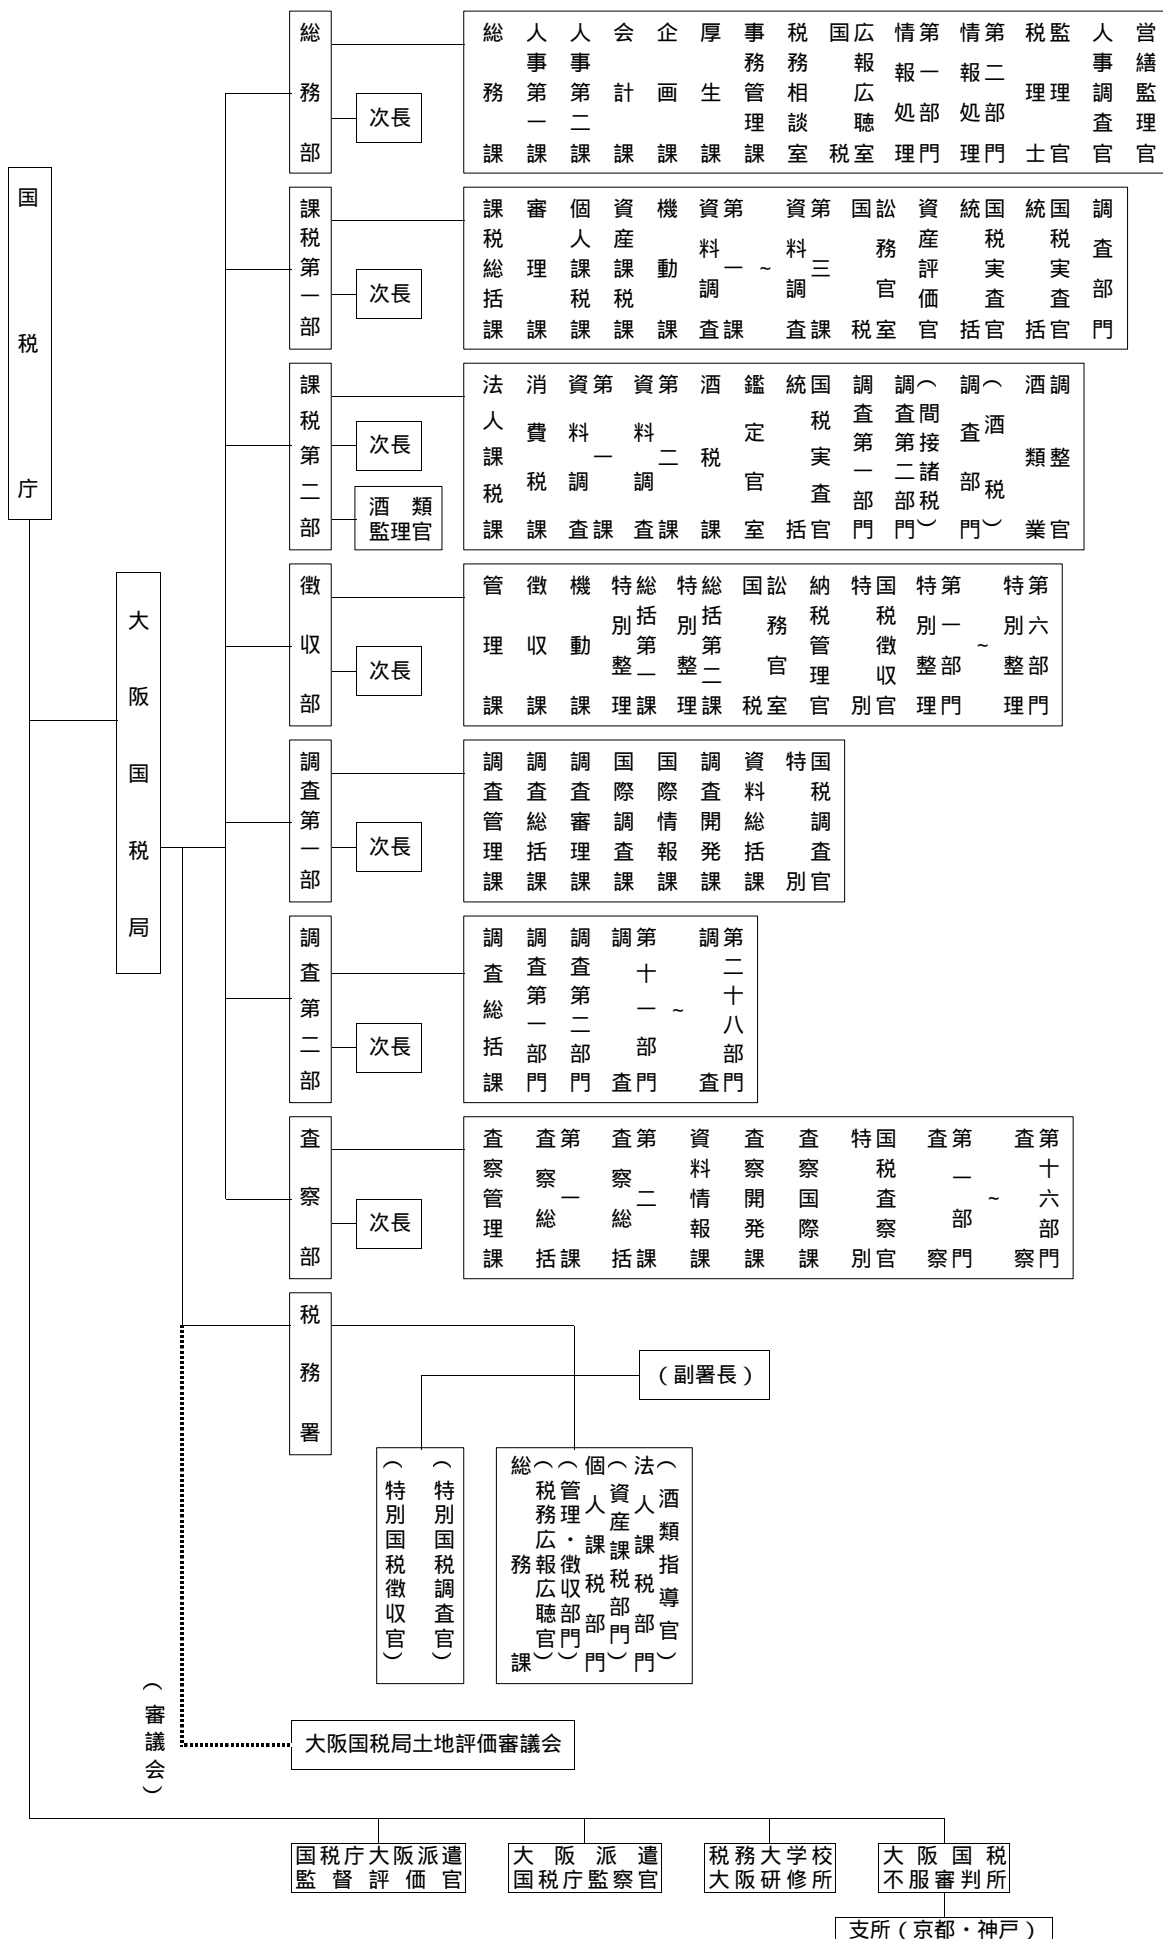 国税庁
大阪国税局
総務部
次長
総務課
人事第一課
人事第二課
会計課
企画課
厚生課
事務管理課
税務相談室
国税広報広聴室
情報処理第一部門
情報処理第二部門
税理士監理官
人事調査官
営繕監理官
課税第一部
次長
課税総括課
審理課
個人課税課
資産課税課
機動課
資料調査第一課
~
資料調査第三課
国税訟務官室
資産評価官
統括国税実査官
統括国税実査官
調査部門
課税第二部
次長
酒類
監理官
法人課税課
消費税課
資料調査第一課
資料調査第二課
酒税課
鑑定官室
統括国税実査官
調査第一部門
調査第二部門
(間接諸税)
調査部門
(酒税)
酒類業調整官
徴収部
次長
管理課
徴収課
機動課
特別整理総括第一課
特別整理総括第二課
国税訟務官室
納税管理官
特別国税徴収官
特別整理第一部門
~
特別整理第六部門
調査第一部
次長
調査管理課
調査総括課
調査審理課
国際調査課
国際情報課
調査開発課
資料総括課
特別国税調査官
調査第二部
次長
調査総括課
調査第一部門
調査第二部門
調査第十一部門
~
調査第二十八部門
査察部
次長
査察管理課
査察総括第一課
査察総括第二課
資料情報課
査察開発課
査察国際課
特別国税査察官
査察第一部門
~
査察第十六部門
税務署
(副署長)
(特別国税徴収官)
(特別国税調査官)
総務課
(税務広報広聴官)
(管理・徴収部門)
個人課税部門
(資産課税部門)
法人課税部門
(酒類指導官)
(審議会)
大阪国税局土地評価審議会
国税庁大阪派遣
監督評価官
大阪派遣
国税庁監察官
税務大学校
大阪研修所
大阪国税
不服審判所
支所(京都・神戸)